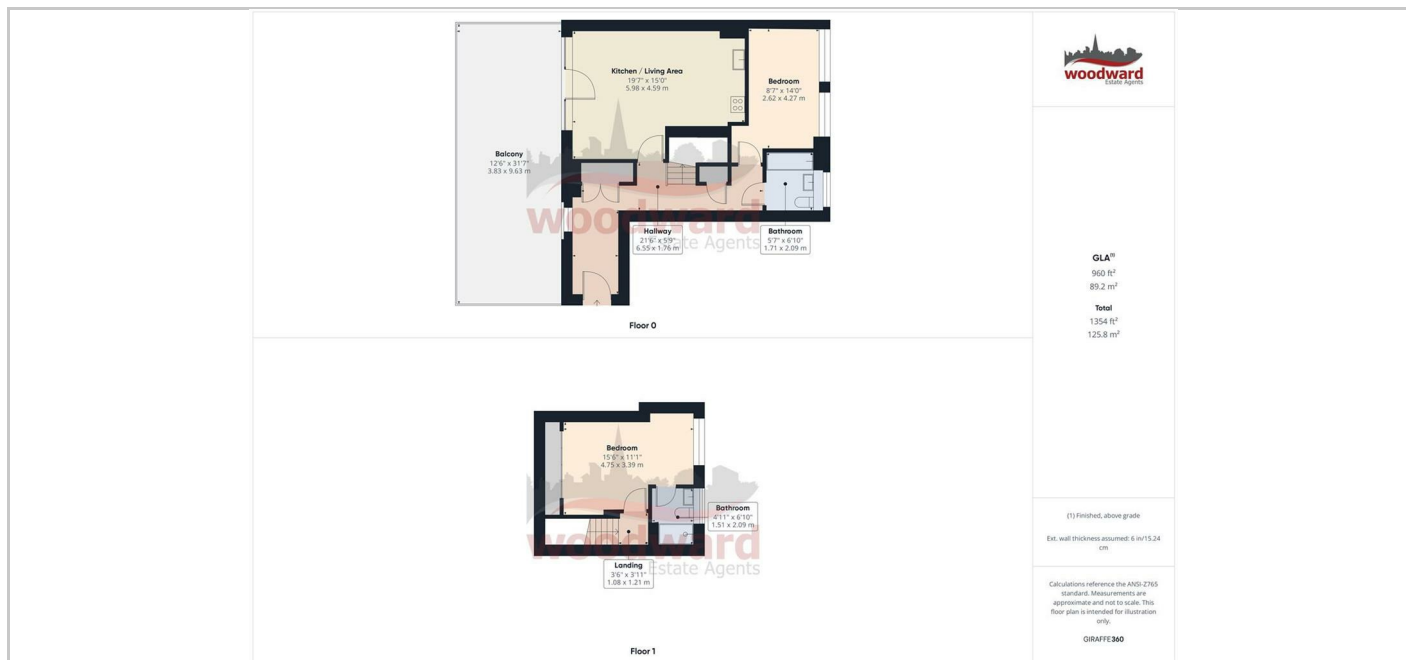 Kitchen / Living Area
19'7" x 15'0"
5.98 x 4.59 m
Bedroom
8'7" x 14'0"
2.62 x 4.27 m
Balcony
12'6" x 31'7"
3.83 x 9.63 m
Hallway
21'6" x 5'9"
6.55 x 1.76 m
Bathroom
5'7" x 6'10"
1.71 x 2.09 m
woodward
Estate Agents
Floor 0
Bedroom
15'6" x 11'1"
4.75 x 3.39 m
Bathroom
4'11" x 6'10"
1.51 x 2.09 m
Landing
3'6" x 3'11"
1.08 x 1.21 m
woodward
Estate Agents
Floor 1
woodward
Estate Agents
GLA⁽¹⁾
960 ft²
89.2 m²
Total
1354 ft²
125.8 m²
(1) Finished, above grade
Ext. wall thickness assumed: 6 in/15.24
cm
Calculations reference the ANSI-Z765
standard. Measurements are
approximate and not to scale. This
floor plan is intended for illustration
only.
GIRAFFE360